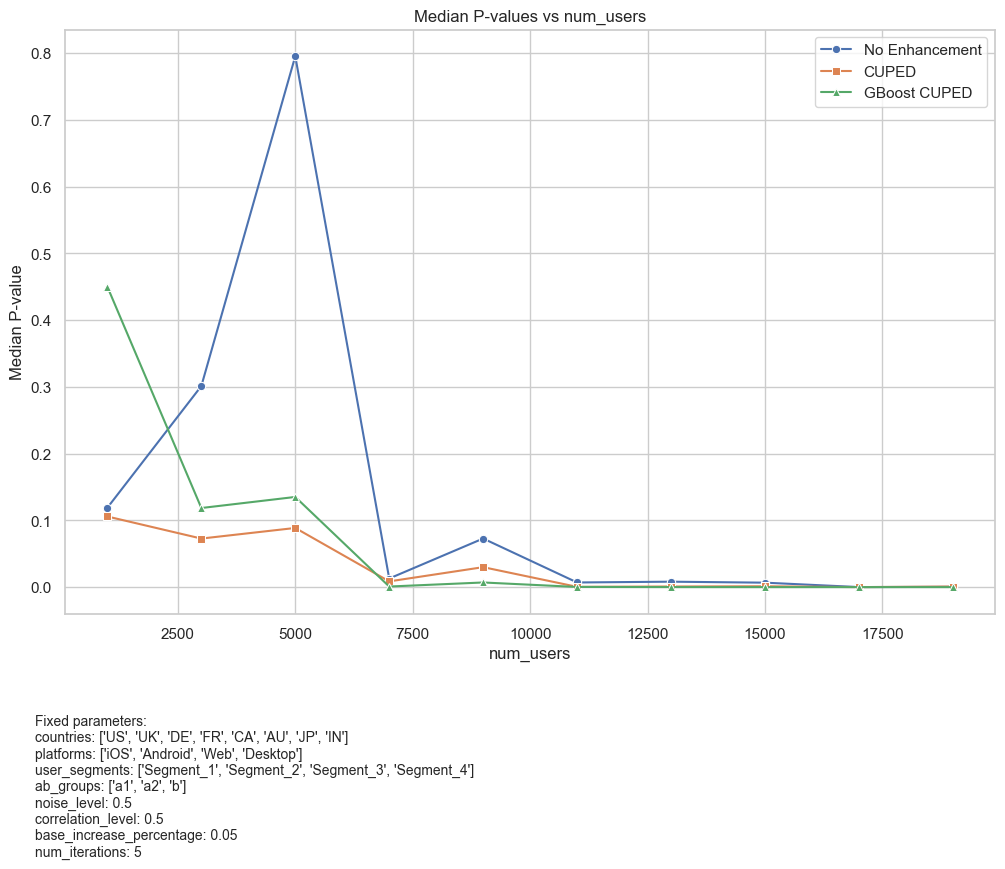 Median P-values vs num_users
No Enhancement
CUPED
GBoost CUPED
Median P-value
0.8
0.7
0.6
0.5
0.4
0.3
0.2
0.1
0.0
2500 5000 7500 10000 12500 15000 17500
num_users
Fixed parameters:
countries: ['US', 'UK', 'DE', 'FR', 'CA', 'AU', 'JP', 'IN']
platforms: ['iOS', 'Android', 'Web', 'Desktop']
user_segments: ['Segment_1', 'Segment_2', 'Segment_3', 'Segment_4']
ab_groups: ['a1', 'a2', 'b']
noise_level: 0.5
correlation_level: 0.5
base_increase_percentage: 0.05
num_iterations: 5